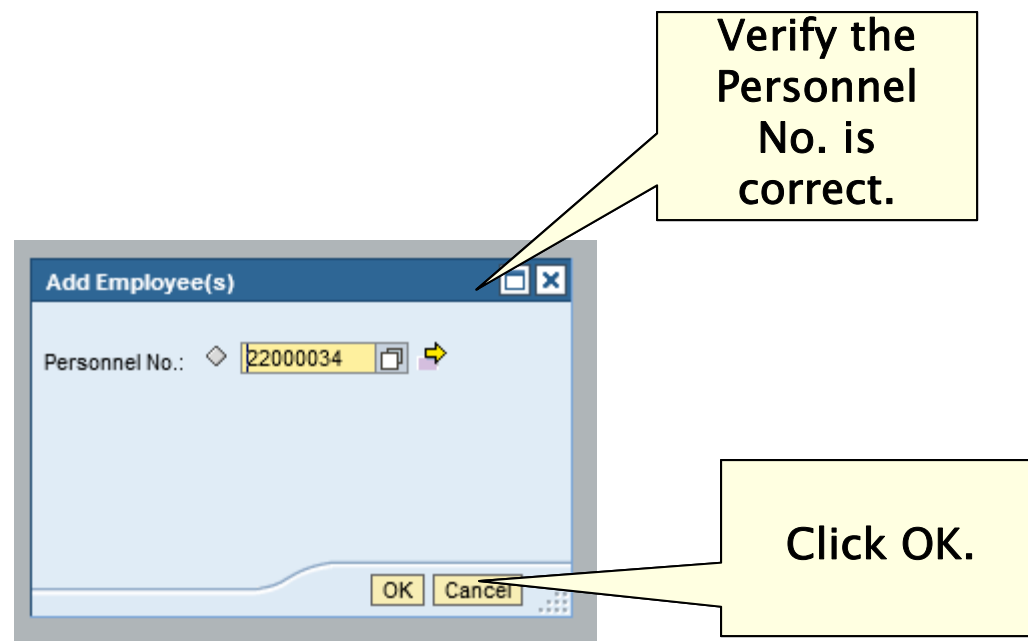 Verify the
Personnel
No. is
correct.
Add Employee(s)
Personnel No.: 22000034
Click OK.
OK Cancel